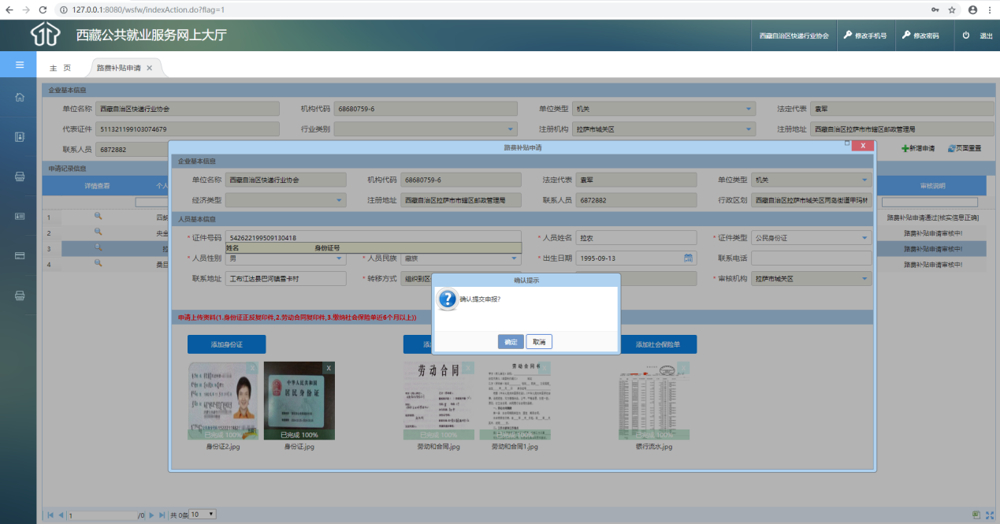 127.0.0.1:8080/wsfw/indexAction.do?flag=1
西藏公共就业服务网上大厅
西藏自治区快递行业协会 修改手机号 修改密码 退出
主 页 路费补贴申请 ×
企业基本信息
单位名称 西藏自治区快递行业协会 机构代码 68680759-6 单位类型 机关 法定代表 袁军
代表证件 511321199103074679 行业类别 注册机构 拉萨市城关区 注册地址 西藏自治区拉萨市市辖区邮政管理局
联系人员 6872882 新增申请 页面重置
申请记录信息
详情查看 个人 审核说明
1 四朗 路费补贴申请通过[核实信息正确]
2 央金 路费补贴申请审核中!
3 拉 路费补贴申请审核中!
4 桑旦 路费补贴申请审核中!
路费补贴申请 X
企业基本信息
单位名称 西藏自治区快递行业协会 机构代码 68680759-6 法定代表 袁军 单位类型 机关
经济类型 注册地址 西藏自治区拉萨市市辖区邮政管理局 联系人员 6872882 行政区划 西藏自治区拉萨市城关区两岛街道甲玛林
人员基本信息
* 证件号码 542622199509130418 * 人员姓名 拉农 * 证件类型 公民身份证
姓名 身份证号
* 人员性别 男 * 人员民族 藏族 * 出生日期 1995-09-13 联系电话
联系地址 工布江达县巴河镇雪卡村 * 转移方式 组织到区 * 审核机构 拉萨市城关区
确认提示
确认提交申报?
确定 取消
申请上传资料(1.身份证正反复印件,2.劳动合同复印件,3.缴纳社会保险单近6个月以上))
添加身份证 添加 添加社会保险单
X 中华人民共和国 居民身份证 X 劳动合同 劳动合同书
已完成 100% 已完成 100% 已完成 100% 已完成 100% 已完成 100%
身份证2.jpg 身份证.jpg 劳动和合同.jpg 劳动和合同1.jpg 银行流水.jpg
1 /0 共 0条 10